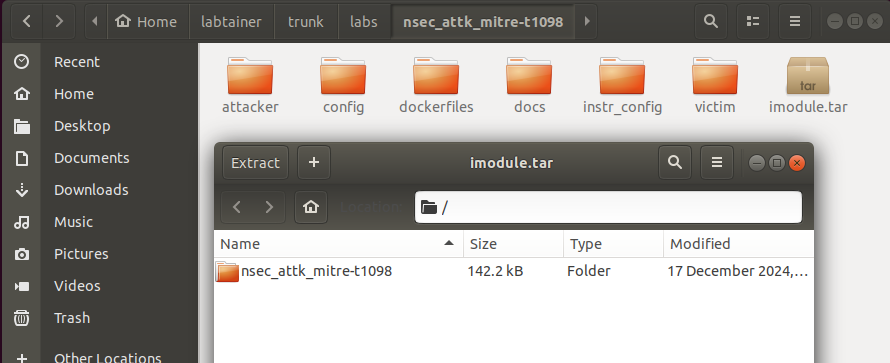 Home labtainer trunk labs nsec_attk_mitre-t1098
Recent
Home
Desktop
Documents
Downloads
Music
Pictures
Videos
Trash
Other Locations
attacker config dockerfiles docs instr_config victim imodule.tar
tar
Extract + imodule.tar
Location: /
Name Size Type Modified
nsec_attk_mitre-t1098 142.2 kB Folder 17 December 2024,...